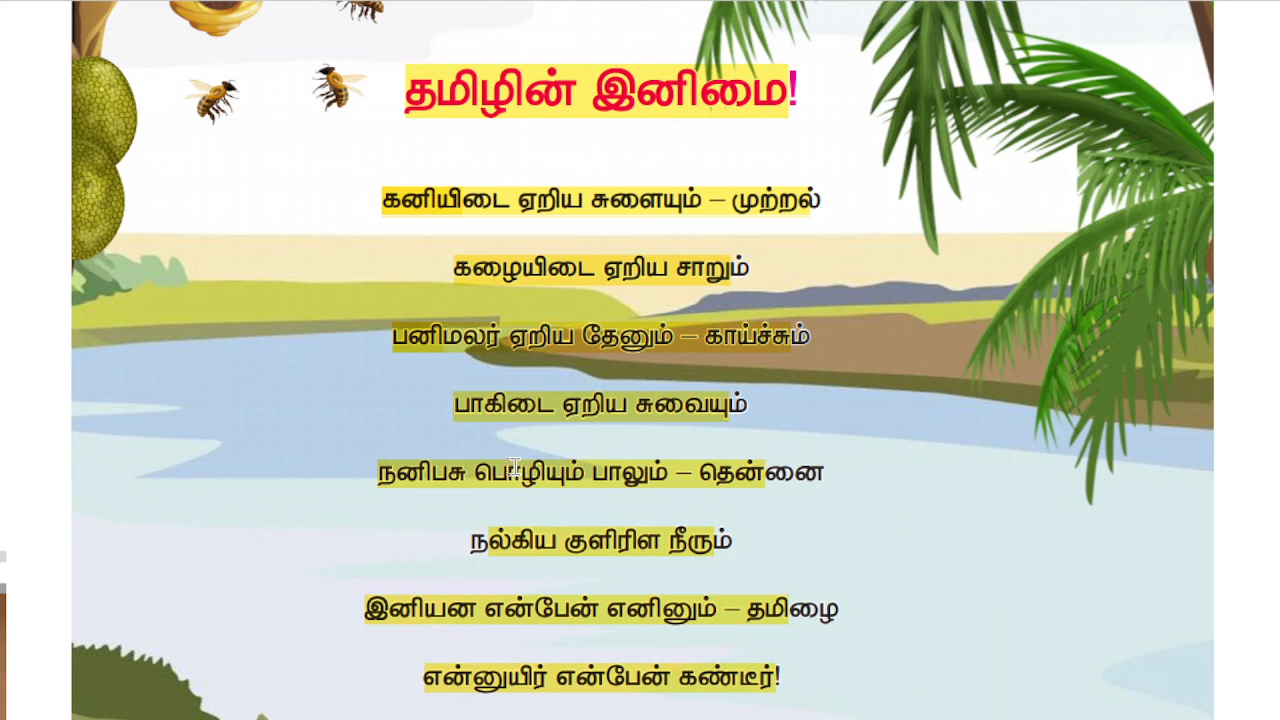 தமிழின் இனிமை!
கனியிடை ஏறிய சுளையும் – முற்றல்
கழையிடை ஏறிய சாறும்
பனிமலர் ஏறிய தேனும் – காய்ச்சும்
பாகிடை ஏறிய சுவையும்
நனிபசு பொழியும் பாலும் – தென்னை
நல்கிய குளிரிள நீரும்
இனியன என்பேன் எனினும் – தமிழை
என்னுயிர் என்பேன் கண்டீர்!